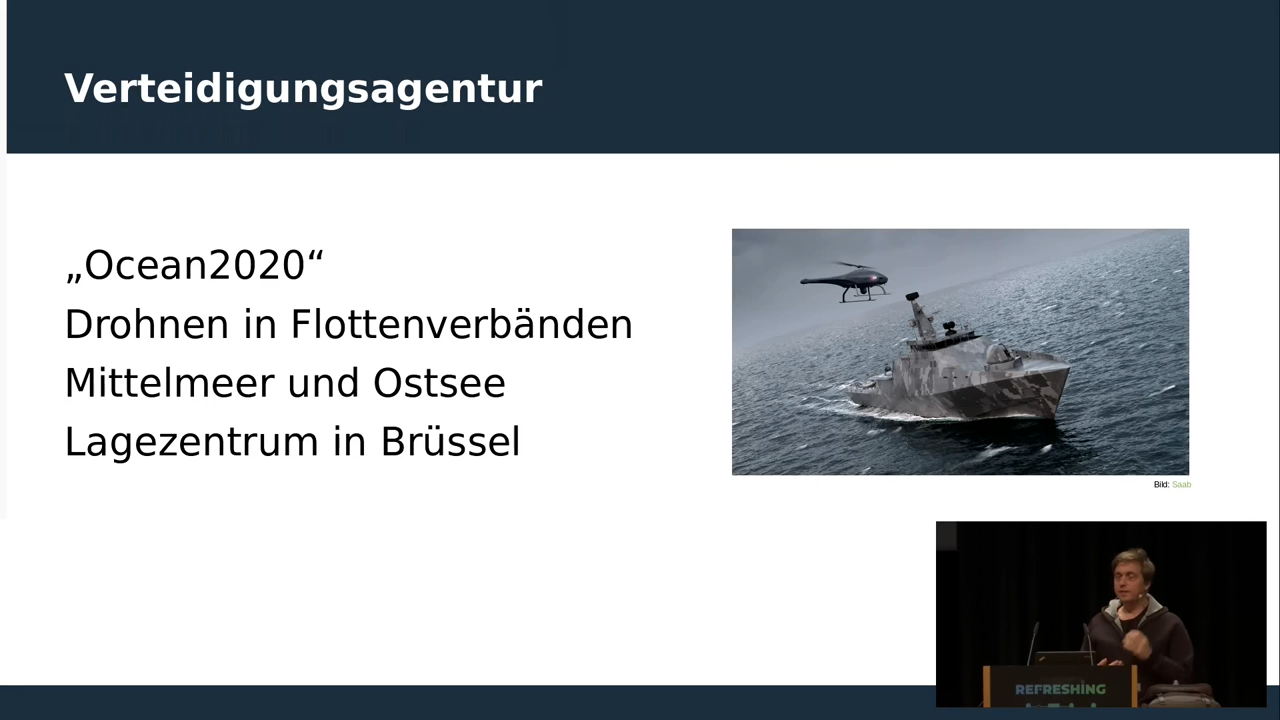 Verteidigungsagentur
„Ocean2020“
Drohnen in Flottenverbänden
Mittelmeer und Ostsee
Lagezentrum in Brüssel
Bild: Saab
REFRESHING